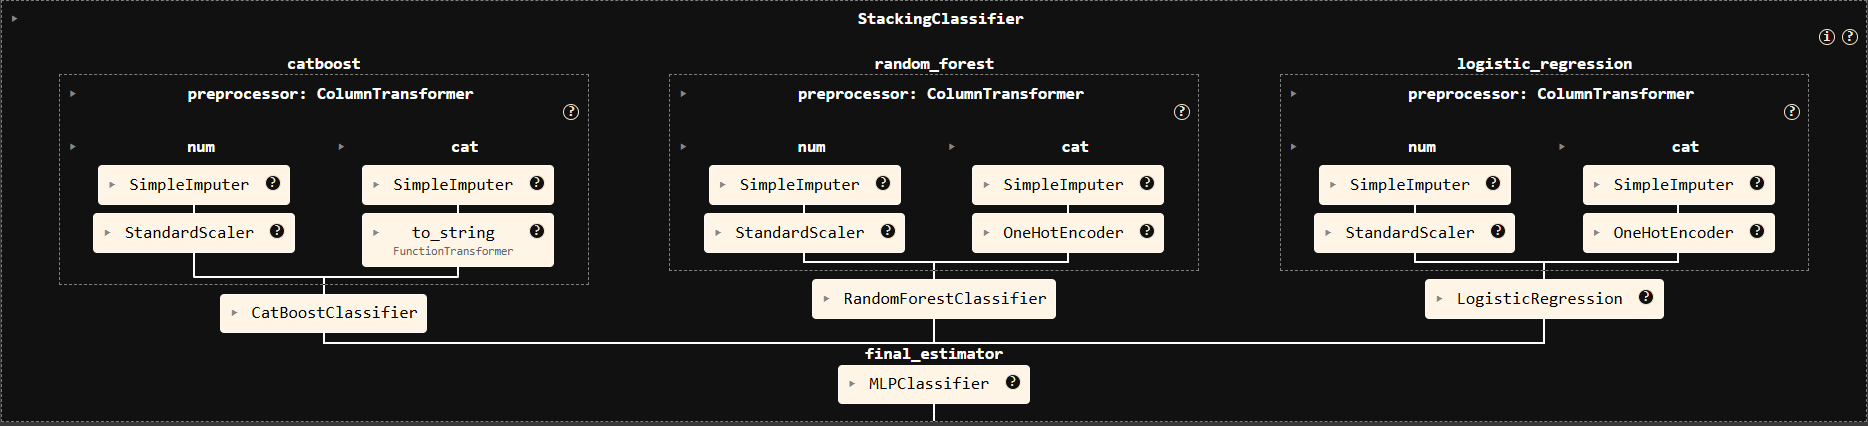 StackingClassifier
i ?
catboost random_forest logistic_regression
preprocessor: ColumnTransformer preprocessor: ColumnTransformer preprocessor: ColumnTransformer
? ? ?
num cat num cat num cat
SimpleImputer ? SimpleImputer ? SimpleImputer ? SimpleImputer ? SimpleImputer ? SimpleImputer ?
StandardScaler ? to_string ? StandardScaler ? OneHotEncoder ? StandardScaler ? OneHotEncoder ?
FunctionTransformer
CatBoostClassifier RandomForestClassifier LogisticRegression ?
final_estimator
MLPClassifier ?